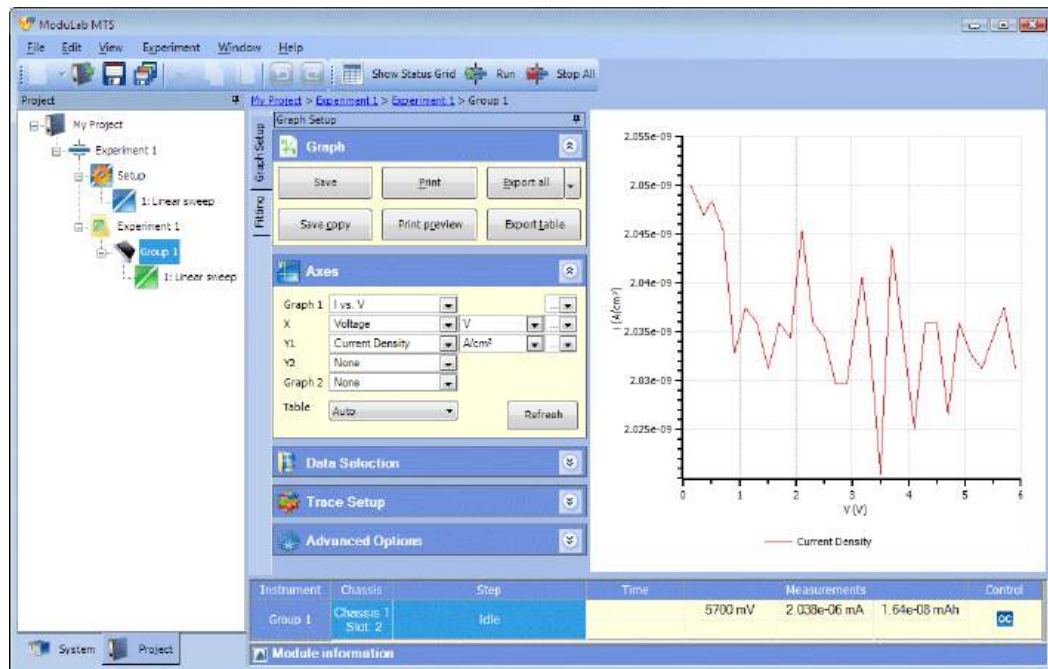 ModuLab MTS
File Edit View Experiment Window Help
Show Status Grid Run Stop All
Project
My Project > Experiment 1 > Experiment 1 > Group 1
My Project
Experiment 1
Setup
1: Linear sweep
Experiment 1
Group 1
1: Linear sweep
Graph Setup
Fitting
Graph Setup
Graph
Save Print Export all
Save copy Print preview Export table
Axes
Graph 1 I vs. V ...
X Voltage V ...
Y1 Current Density A/cm² ...
Y2 None
Graph 2 None
Table Auto Refresh
Data Selection
Trace Setup
Advanced Options
2.055e-09
2.05e-09
2.045e-09
2.04e-09
2.035e-09
2.03e-09
2.025e-09
I (A/cm²)
0 1 2 3 4 5 6
V (V)
Current Density
Instrument Chassis Step Time Measurements Control
Group 1 Chassis 1 Slot: 2 Idle 5700 mV 2.038e-06 mA 1.64e-08 mAh OC
System Project
Module information